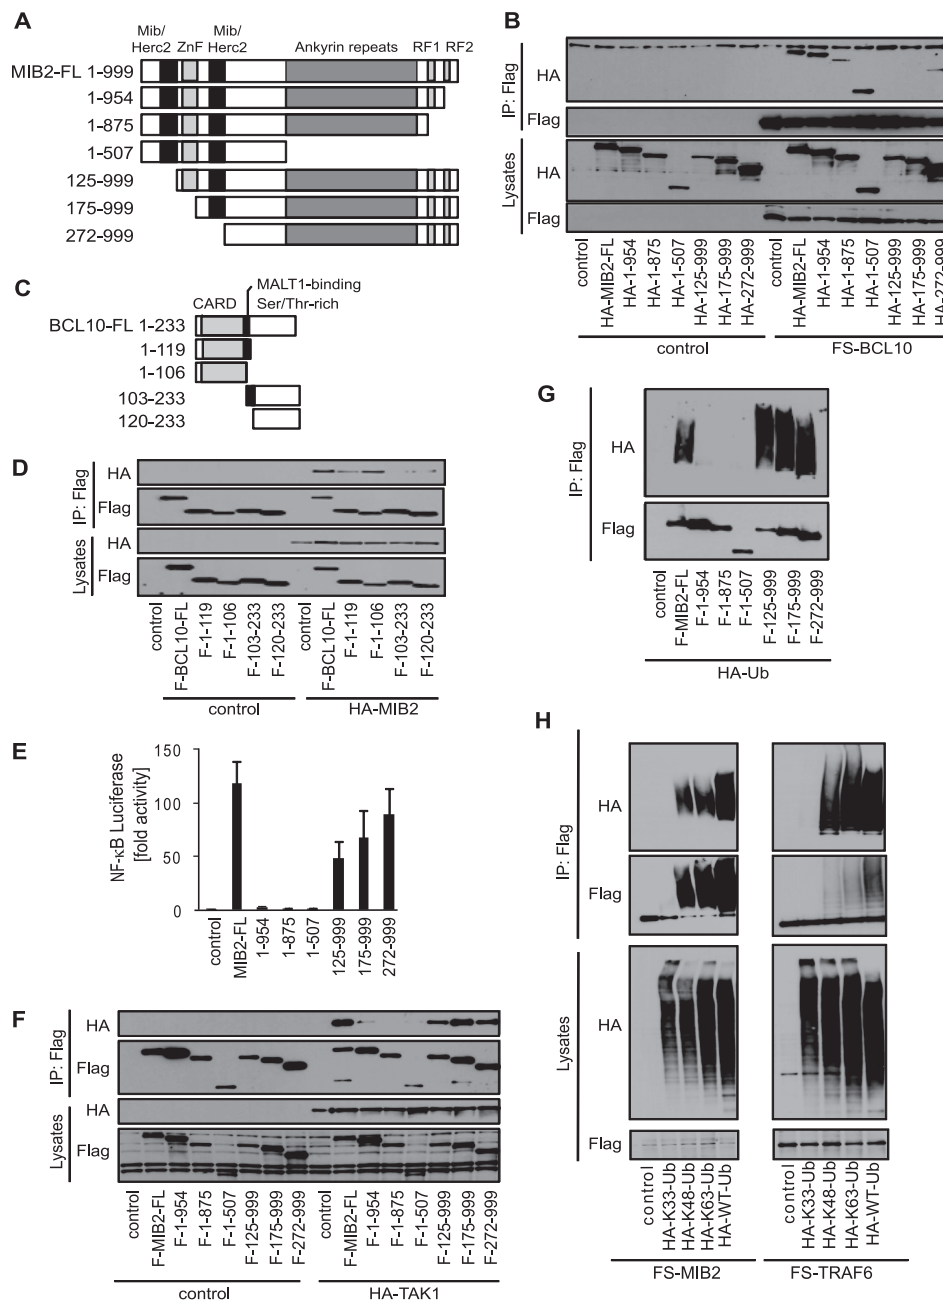 A
Mib/ Herc2
ZnF
Mib/ Herc2
Ankyrin repeats
RF1 RF2
MIB2-FL 1-999
1-954
1-875
1-507
125-999
175-999
272-999
B
IP: Flag
HA
Flag
Lysates
HA
Flag
control
HA-MIB2-FL
HA-1-954
HA-1-875
HA-1-507
HA-125-999
HA-175-999
HA-272-999
control
HA-MIB2-FL
HA-1-954
HA-1-875
HA-1-507
HA-125-999
HA-175-999
HA-272-999
control
FS-BCL10
C
CARD
MALT1-binding
Ser/Thr-rich
BCL10-FL 1-233
1-119
1-106
103-233
120-233
D
IP: Flag
HA
Flag
Lysates
HA
Flag
control
F-BCL10-FL
F-1-119
F-1-106
F-103-233
F-120-233
control
F-BCL10-FL
F-1-119
F-1-106
F-103-233
F-120-233
control
HA-MIB2
E
NF-κB Luciferase
[fold activity]
150
100
50
0
control
MIB2-FL
1-954
1-875
1-507
125-999
175-999
272-999
F
IP: Flag
HA
Flag
Lysates
HA
Flag
control
F-MIB2-FL
F-1-954
F-1-875
F-1-507
F-125-999
F-175-999
F-272-999
control
F-MIB2-FL
F-1-954
F-1-875
F-1-507
F-125-999
F-175-999
F-272-999
control
HA-TAK1
G
IP: Flag
HA
Flag
control
F-MIB2-FL
F-1-954
F-1-875
F-1-507
F-125-999
F-175-999
F-272-999
HA-Ub
H
IP: Flag
HA
Flag
Lysates
HA
Flag
control
HA-K33-Ub
HA-K48-Ub
HA-K63-Ub
HA-WT-Ub
control
HA-K33-Ub
HA-K48-Ub
HA-K63-Ub
HA-WT-Ub
FS-MIB2
FS-TRAF6